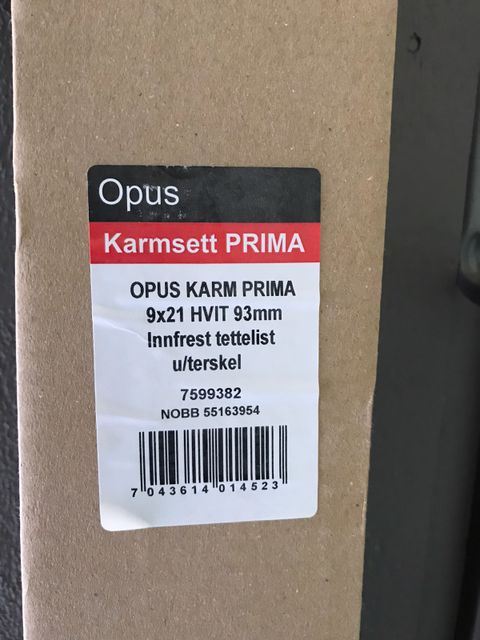 Opus
Karmsett PRIMA
OPUS KARM PRIMA
9x21 HVIT 93mm
Innfrest tettelist
u/terskel
7599382
NOBB 55163954
7 043614 014523